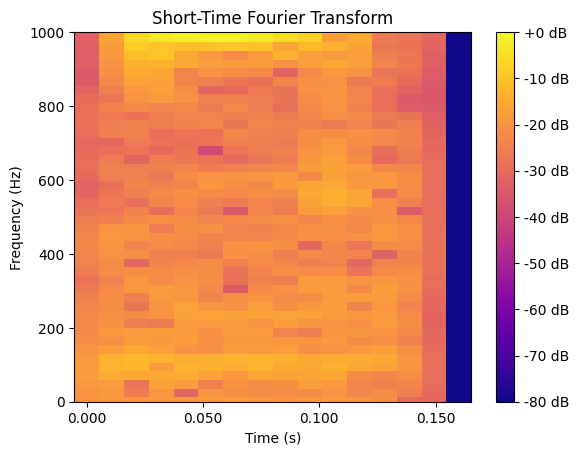 Short-Time Fourier Transform
1000
800
600
400
200
0
Frequency (Hz)
0.000
0.050
0.100
0.150
Time (s)
+0 dB
-10 dB
-20 dB
-30 dB
-40 dB
-50 dB
-60 dB
-70 dB
-80 dB